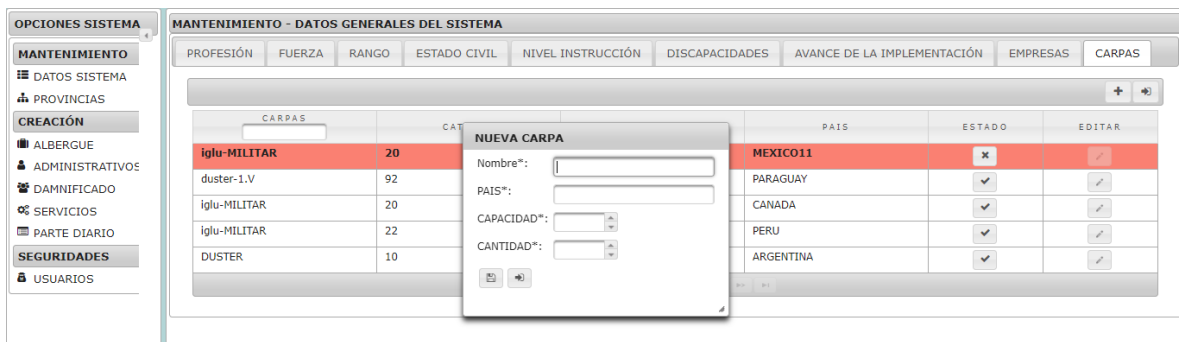 OPCIONES SISTEMA
MANTENIMIENTO
DATOS SISTEMA
PROVINCIAS
CREACIÓN
ALBERGUE
ADMINISTRATIVOS
DAMNIFICADO
SERVICIOS
PARTE DIARIO
SEGURIDADES
USUARIOS
MANTENIMIENTO - DATOS GENERALES DEL SISTEMA
PROFESIÓN FUERZA RANGO ESTADO CIVIL NIVEL INSTRUCCIÓN DISCAPACIDADES AVANCE DE LA IMPLEMENTACIÓN EMPRESAS CARPAS
CARPAS PAIS ESTADO EDITAR
iglu-MILITAR 20 MEXICO11
duster-1.V 92 PARAGUAY
iglu-MILITAR 20 CANADA
iglu-MILITAR 22 PERU
DUSTER 10 ARGENTINA
NUEVA CARPA
Nombre*:
PAIS*:
CAPACIDAD*:
CANTIDAD*: